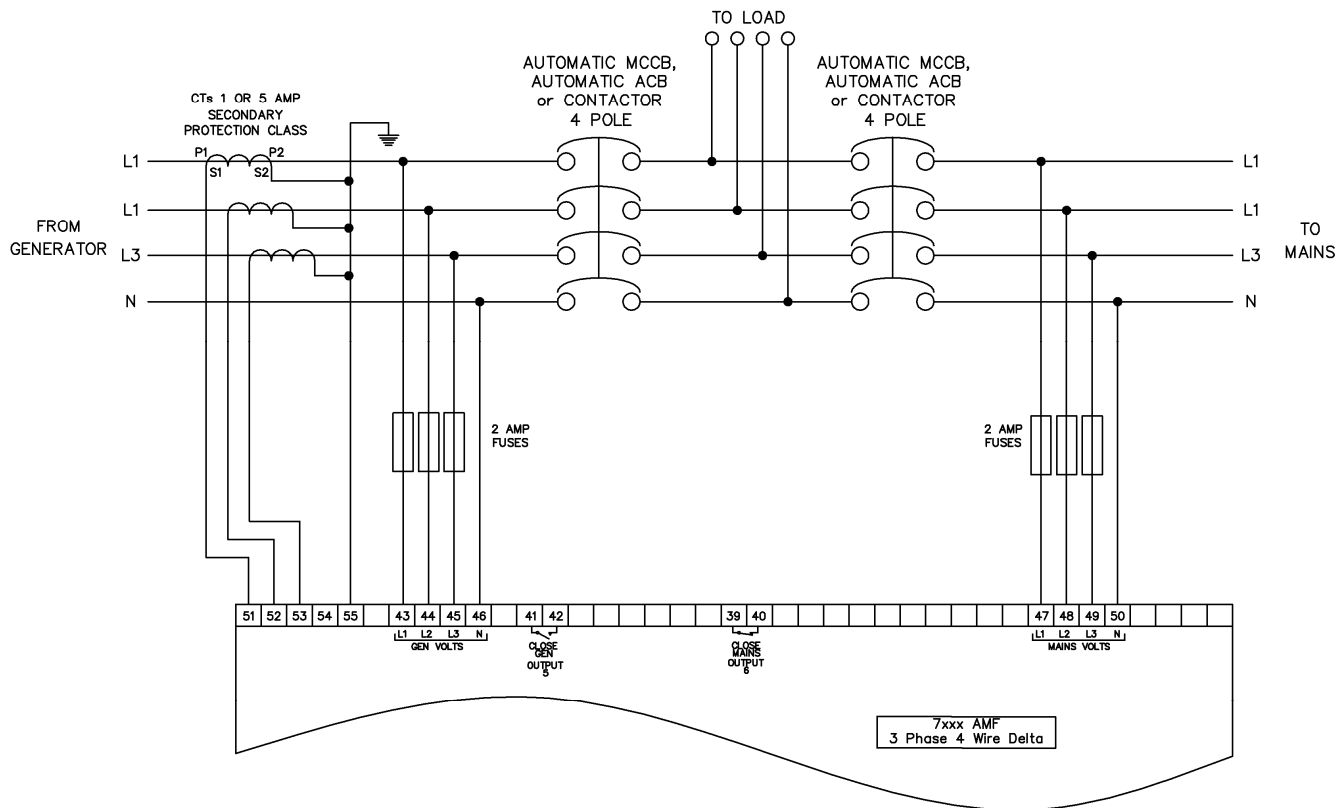 TO LOAD
AUTOMATIC MCCB,
AUTOMATIC ACB
or CONTACTOR
4 POLE
AUTOMATIC MCCB,
AUTOMATIC ACB
or CONTACTOR
4 POLE
CTs 1 OR 5 AMP
SECONDARY
PROTECTION CLASS
P1 P2
S1 S2
L1
L1
L3
N
FROM
GENERATOR
L1
L1
L3
N
TO
MAINS
2 AMP
FUSES
2 AMP
FUSES
51 52 53 54 55 43 44 45 46 41 42 39 40 47 48 49 50
L1 L2 L3 N
GEN VOLTS
CLOSE
GEN
OUTPUT
5
CLOSE
MAINS
OUTPUT
6
L1 L2 L3 N
MAINS VOLTS
7xxx AMF
3 Phase 4 Wire Delta